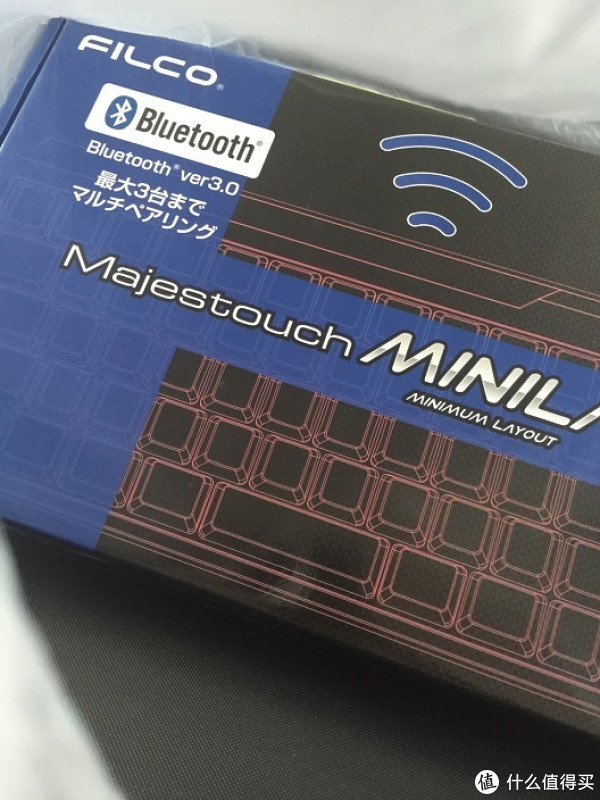 FILCO®
Bluetooth®
Bluetooth® ver3.0
最大3台まで
マルチペアリング
Majestouch MINILA
MINIMUM LAYOUT
值 什么值得买